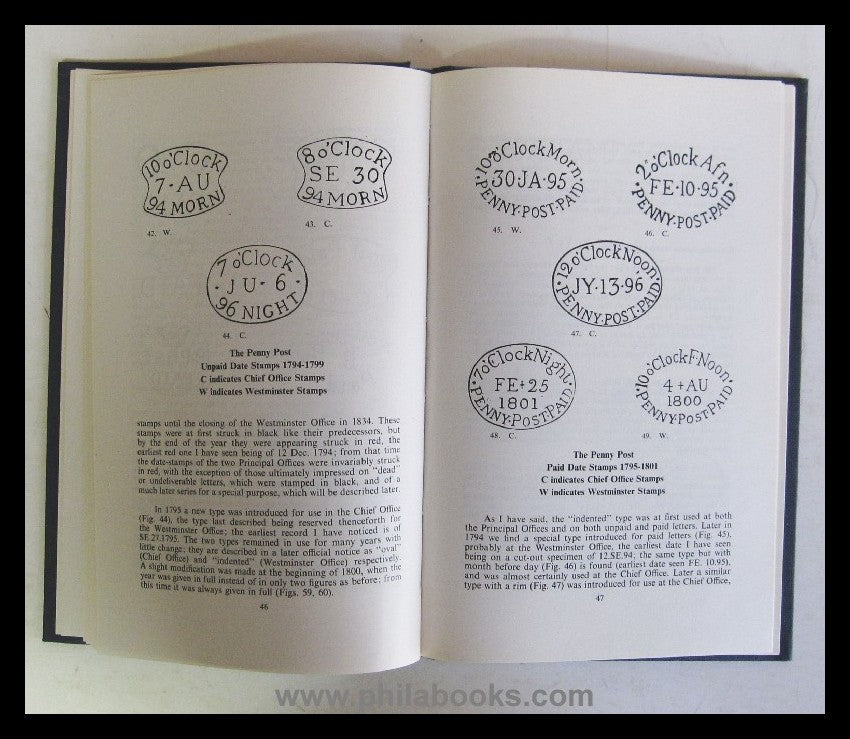 10 o'Clock
7·AU
94 MORN
42. W.
8 o'Clock
SE 30
94 MORN
43. C.
7 o'Clock
·JU·6·
96 NIGHT
44. C.
The Penny Post
Unpaid Date Stamps 1794-1799
C indicates Chief Office Stamps
W indicates Westminster Stamps
stamps until the closing of the Westminster Office in 1834. These
stamps were at first struck in black like their predecessors, but
by the end of the year they were appearing struck in red, the
earliest red one I have seen being of 12 Dec. 1794; from that time
the date-stamps of the two Principal Offices were invariably struck
in red, with the exception of those ultimately impressed on "dead"
or undeliverable letters, which were stamped in black, and of a
much later series for a special purpose, which will be described later.
In 1795 a new type was introduced for use in the Chief Office
(Fig. 44), the type last described being reserved thenceforth for
the Westminster Office; the earliest record I have noticed is of
SE.27.1795. The two types remained in use for many years with
little change; they are described in a later official notice as "oval"
(Chief Office) and "indented" (Westminster Office) respectively.
A slight modification was made at the beginning of 1800, when the
year was given in full instead of in only two figures as before; from
this time it was always given in full (Figs. 59, 60).
46
10 o'Clock Morn.
30·JA·95
PENNY·POST·PAID
45. W.
2 o'Clock Afn.
FE·10·95
PENNY·POST·PAID
46. C.
12 o'Clock Noon.
JY·13·96
PENNY·POST·PAID
47. C.
7 o'Clock Night
FE+25
1801
PENNY POST PAID
48. C.
10 o'Clock F·Noon
4+AU
1800
PENNY POST PAID
49. W.
The Penny Post
Paid Date Stamps 1795-1801
C indicates Chief Office Stamps
W indicates Westminster Stamps
As I have said, the "indented" type was at first used at both
the Principal Offices and on both unpaid and paid letters. Later in
1794 we find a special type introduced for paid letters (Fig. 45),
probably at the Westminster Office, the earliest date I have seen
being on a cut-out specimen of 12.SE.94; the same type but with
month before day (Fig. 46) is found (earliest date seen FE. 10.95),
and was almost certainly used at the Chief Office. Later a similar
type with a rim (Fig. 47) was introduced for use at the Chief Office,
47
www.philabooks.com